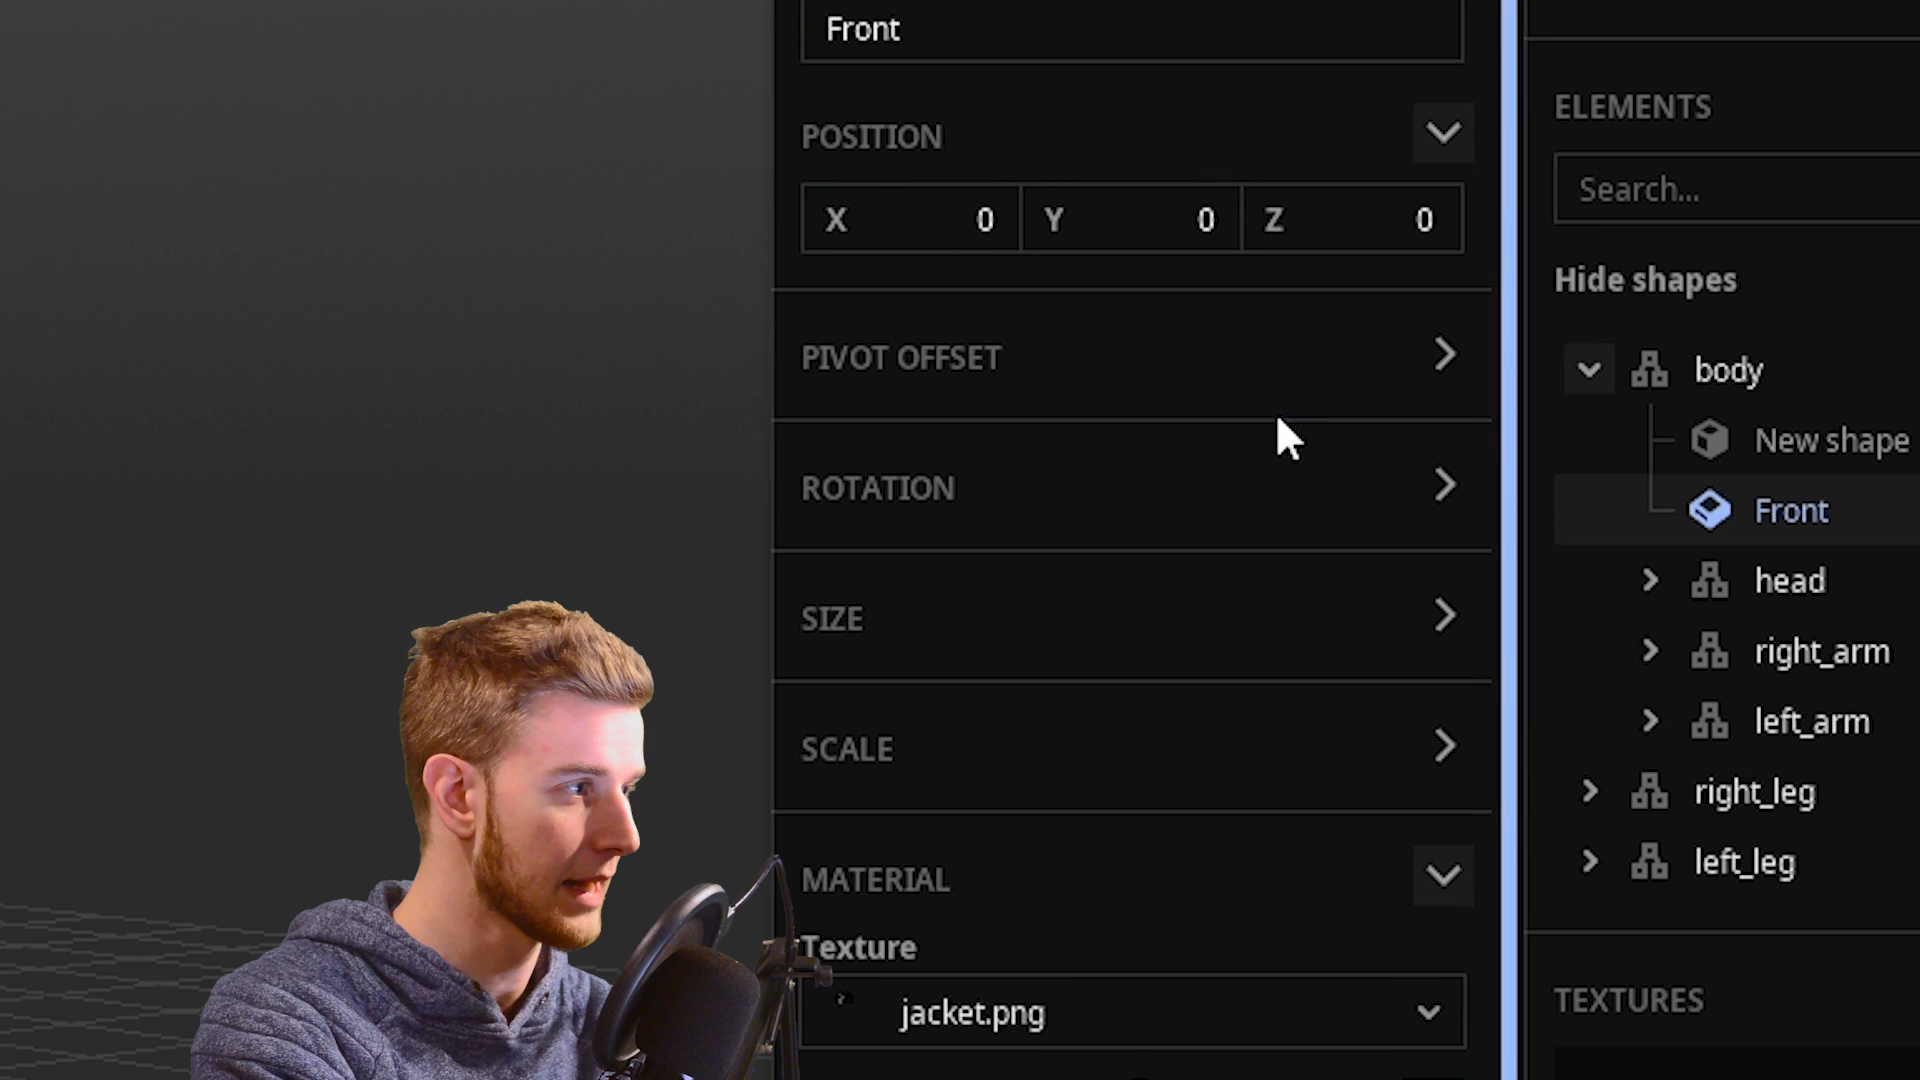 Front
POSITION
X 0 Y 0 Z 0
PIVOT OFFSET
ROTATION
SIZE
SCALE
MATERIAL
Texture
jacket.png
ELEMENTS
Search...
Hide shapes
body
New shape
Front
head
right_arm
left_arm
right_leg
left_leg
TEXTURES